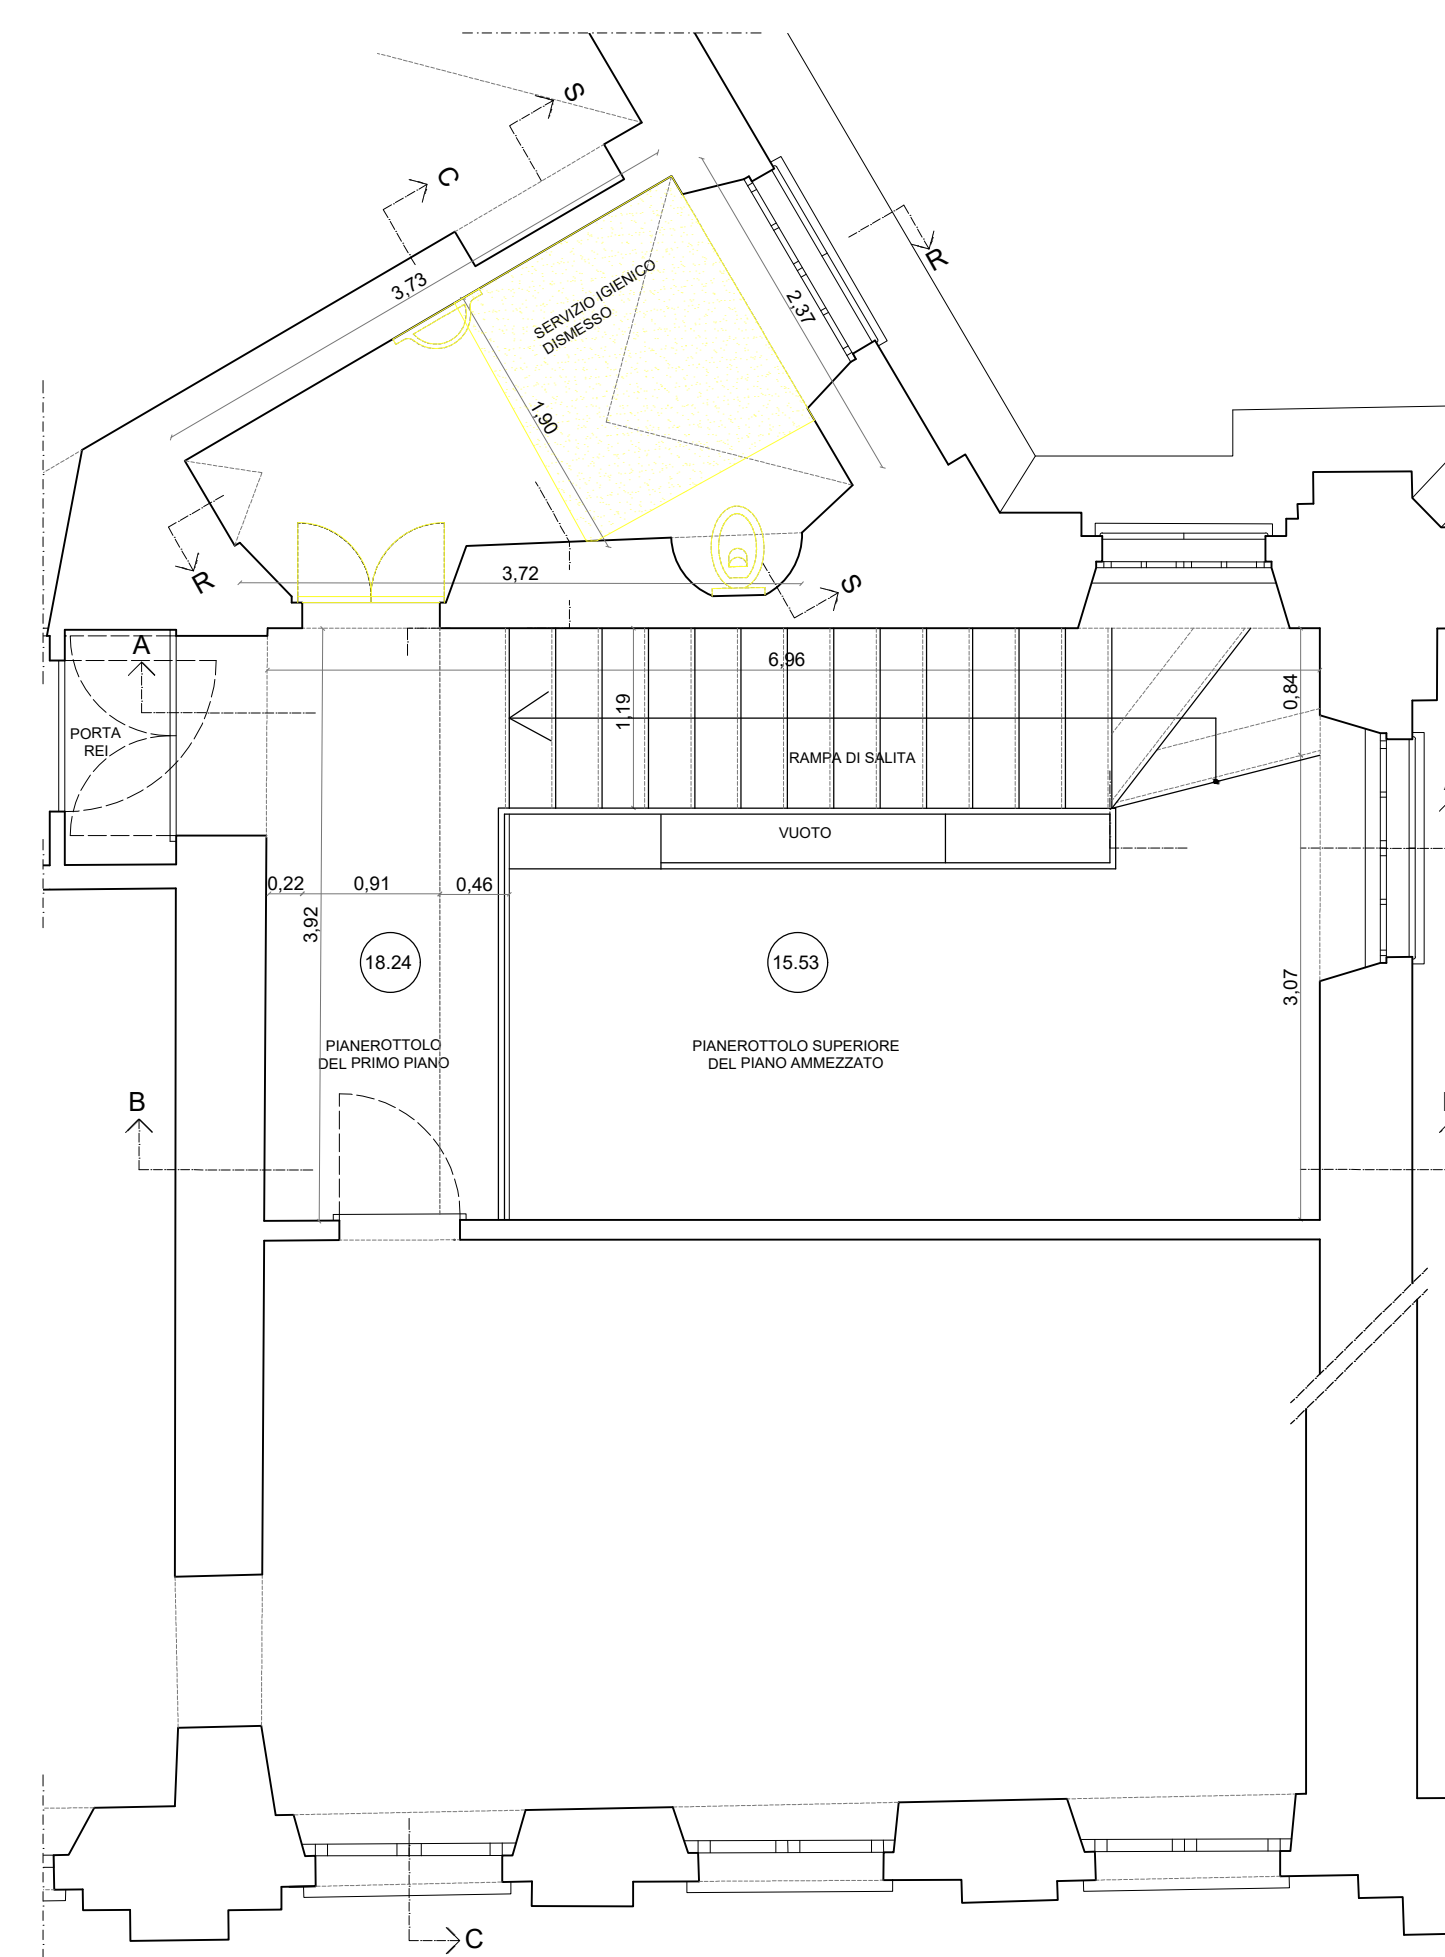 S
C
R
3,73
SERVIZIO IGIENICO
DISMESSO
2,37
1,90
R
3,72
S
A
6,96
0,84
1,19
PORTA
REI
RAMPA DI SALITA
VUOTO
0,22
0,91
0,46
3,92
18.24
15.53
3,07
PIANEROTTOLO
DEL PRIMO PIANO
PIANEROTTOLO SUPERIORE
DEL PIANO AMMEZZATO
B
C